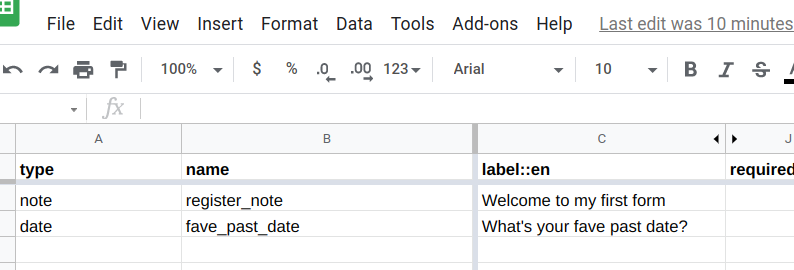 File Edit View Insert Format Data Tools Add-ons Help Last edit was 10 minutes
100% $ % .0 .00 123 Arial 10 B I S A
fx
A B C J
type name label::en required
note register_note Welcome to my first form
date fave_past_date What's your fave past date?